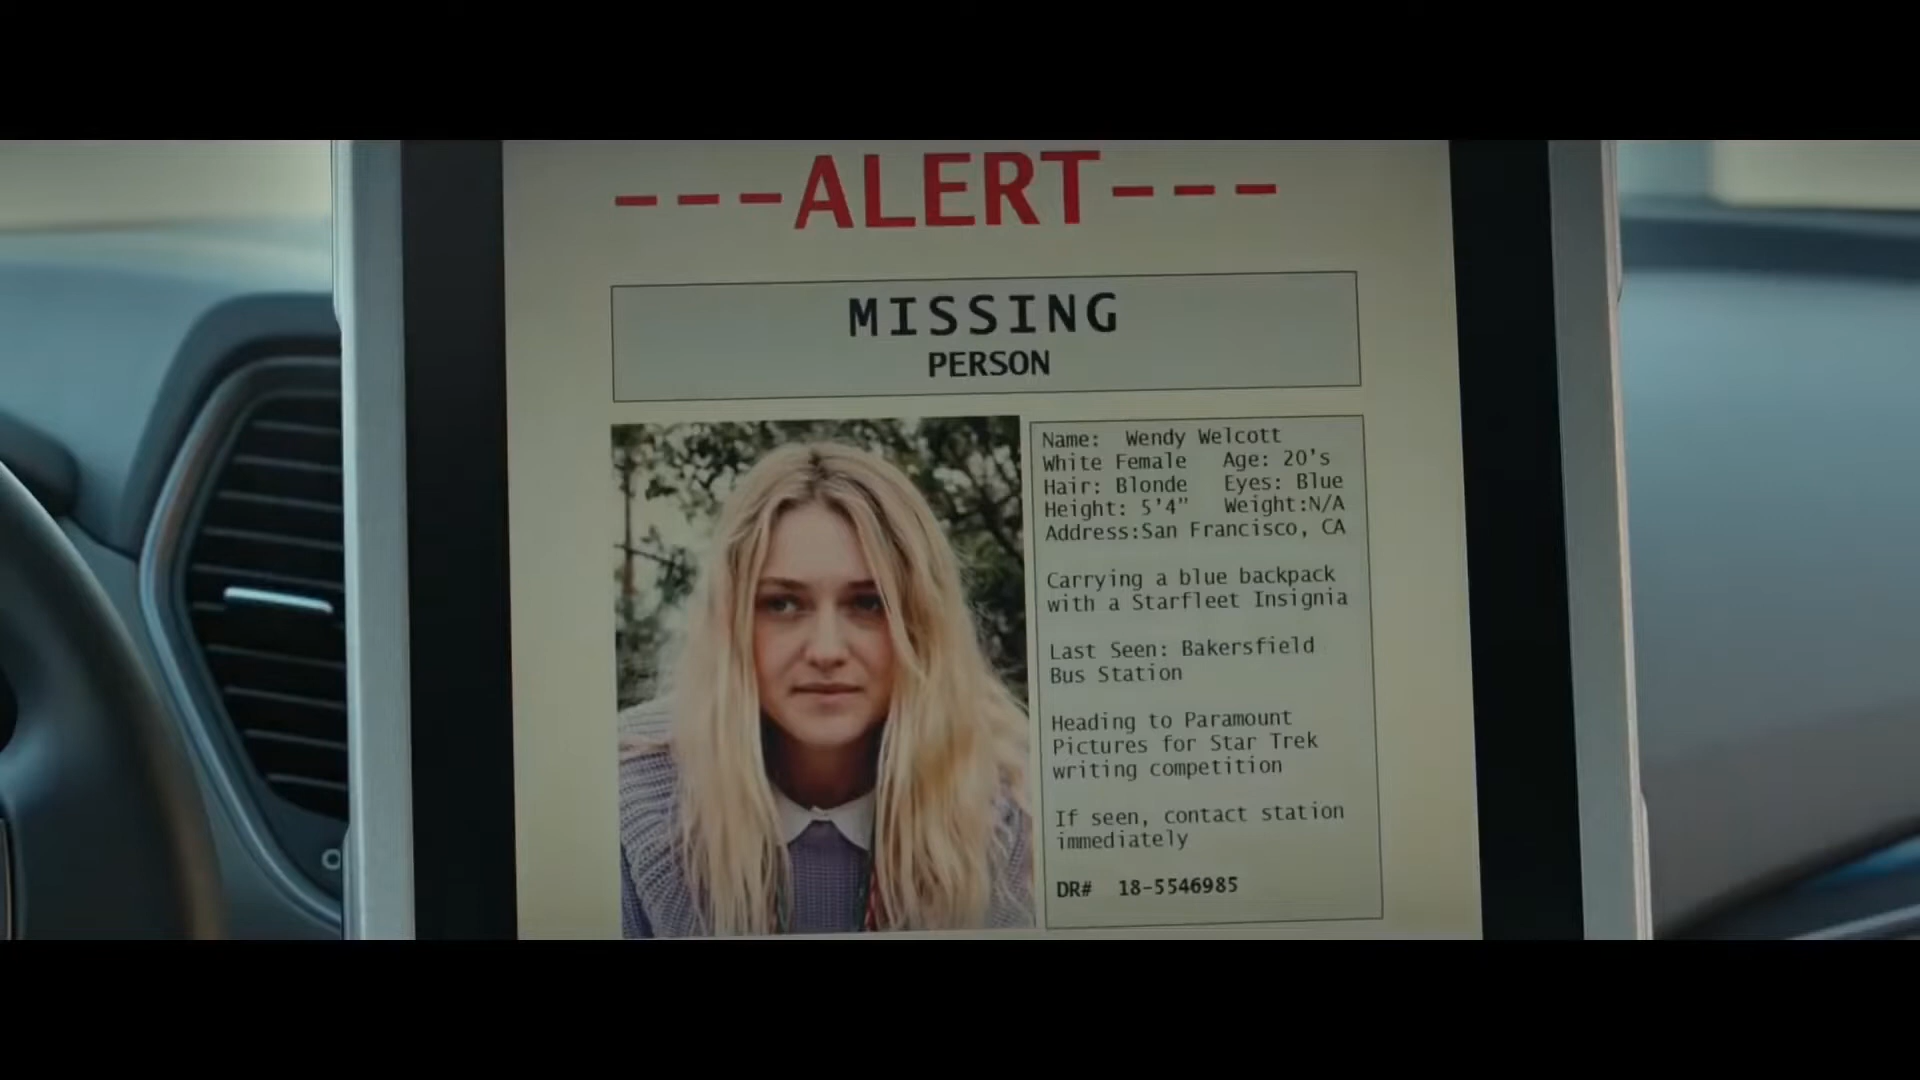 ---ALERT---
MISSING
PERSON
Name: Wendy Welcott
White Female Age: 20's
Hair: Blonde Eyes: Blue
Height: 5'4" Weight:N/A
Address:San Francisco, CA
Carrying a blue backpack
with a Starfleet Insignia
Last Seen: Bakersfield
Bus Station
Heading to Paramount
Pictures for Star Trek
writing competition
If seen, contact station
immediately
DR# 18-5546985